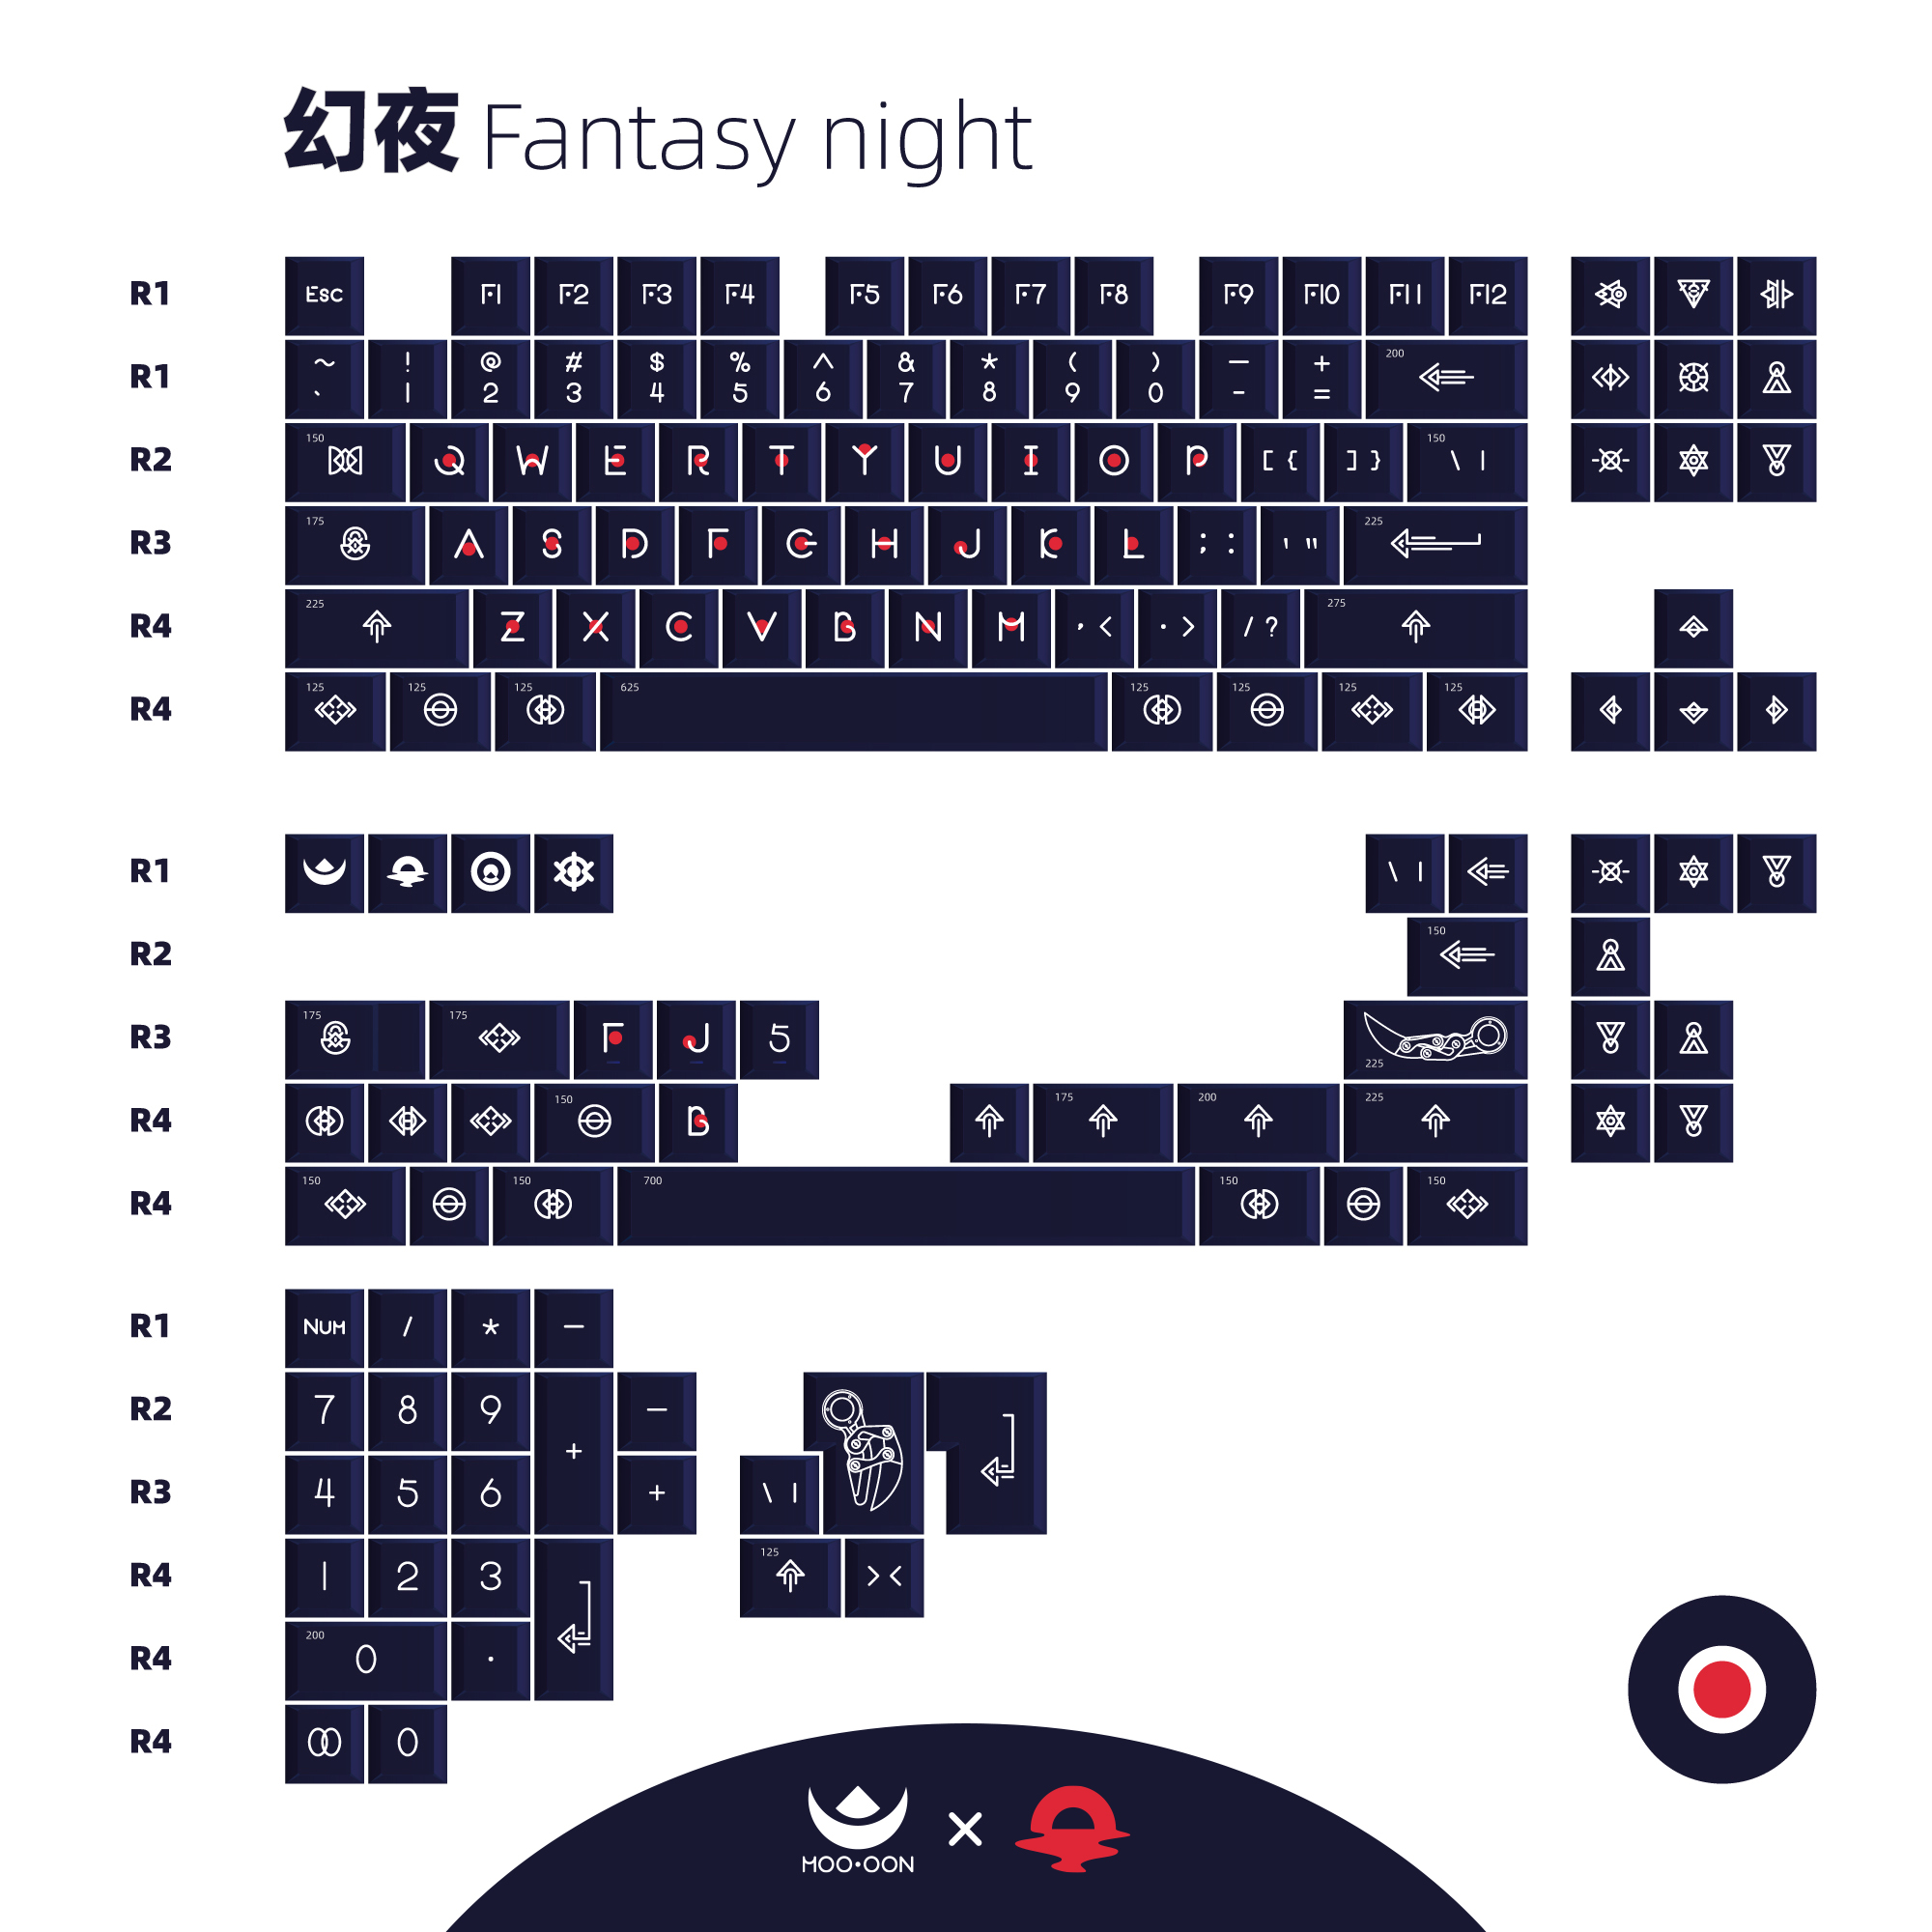 幻夜 Fantasy night
R1 Esc F1 F2 F3 F4 F5 F6 F7 F8 F9 F10 F11 F12
R1 ~ ` ! 1 @ 2 # 3 $ 4 % 5 ^ 6 & 7 * 8 ( 9 ) 0 — - + = 200
R2 150 Q W E R T Y U I O P [ { ] } 150 \ |
R3 175 A S D F G H J K L ; : ' " 225
R4 225 Z X C V B N M , < . > / ? 275
R4 125 125 125 625 125 125 125 125
R1 \ |
R2 150
R3 175 175 F J 5 225
R4 150 B 175 200 225
R4 150 150 700 150 150
R1 Num / * —
R2 7 8 9 + —
R3 4 5 6 + \ |
R4 1 2 3 125 > <
R4 200 0 .
R4 00 0
× 
MOO•OON